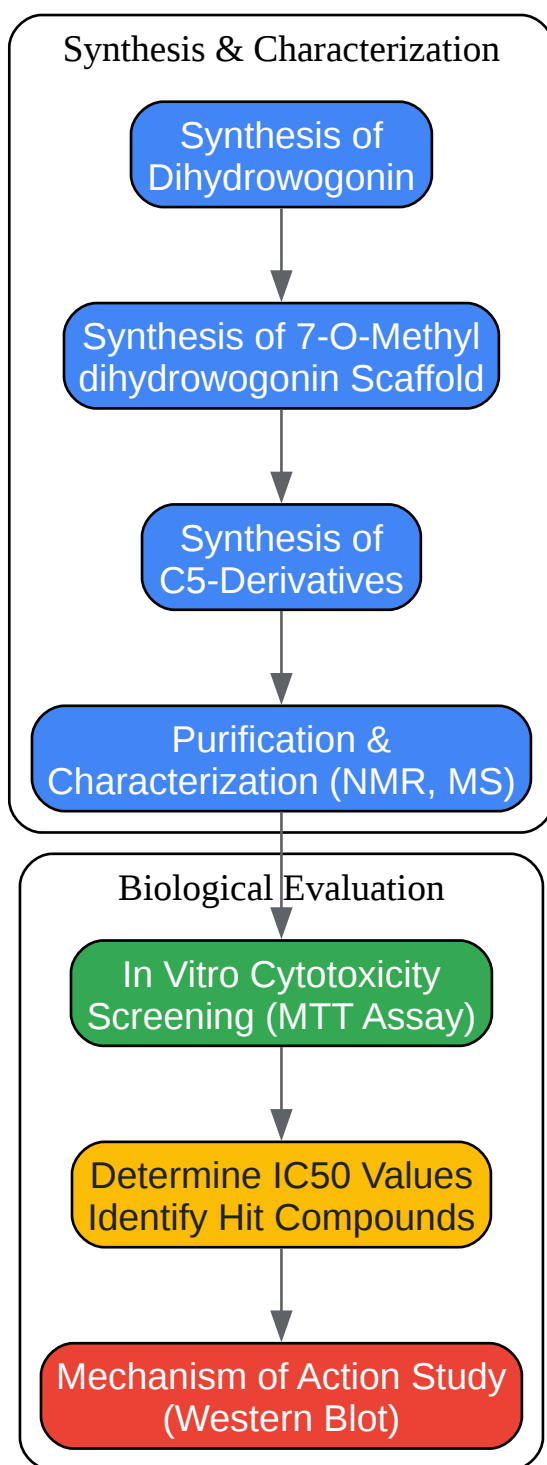 Synthesis & Characterization
Synthesis of
Dihydrowogonin
Synthesis of 7-O-Methyl
dihydrowogonin Scaffold
Synthesis of
C5-Derivatives
Purification &
Characterization (NMR, MS)
Biological Evaluation
In Vitro Cytotoxicity
Screening (MTT Assay)
Determine IC50 Values
Identify Hit Compounds
Mechanism of Action Study
(Western Blot)